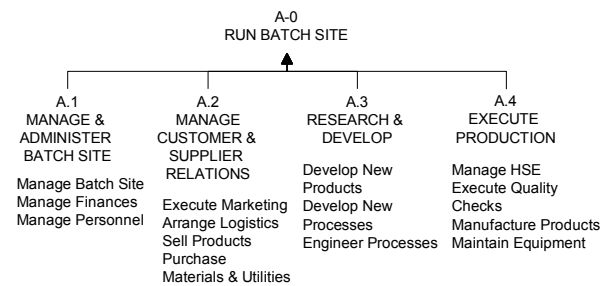 A-0
RUN BATCH SITE
A.1
MANAGE &
ADMINISTER
BATCH SITE
Manage Batch Site
Manage Finances
Manage Personnel
A.2
MANAGE
CUSTOMER &
SUPPLIER
RELATIONS
Execute Marketing
Arrange Logistics
Sell Products
Purchase
Materials & Utilities
A.3
RESEARCH &
DEVELOP
Develop New
Products
Develop New
Processes
Engineer Processes
A.4
EXECUTE
PRODUCTION
Manage HSE
Execute Quality
Checks
Manufacture Products
Maintain Equipment